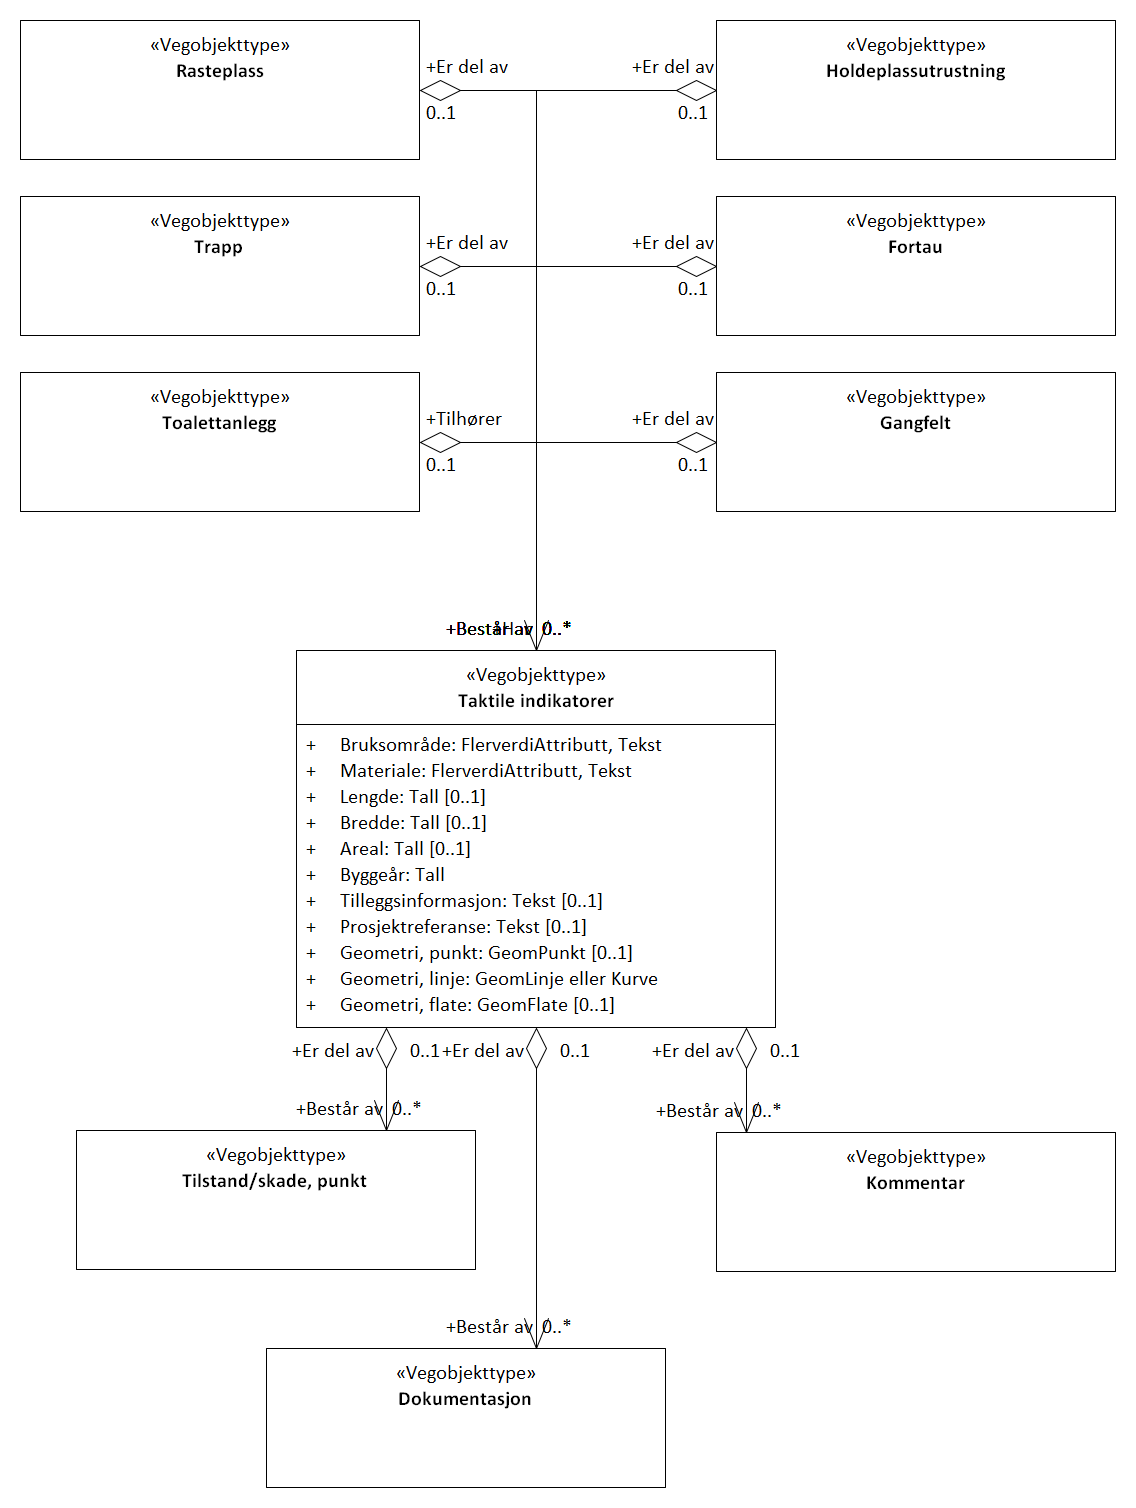 «Vegobjekttype»
Rasteplass
+Er del av
0..1
+Er del av
0..1
«Vegobjekttype»
Holdeplassutrustning
«Vegobjekttype»
Trapp
+Er del av
0..1
+Er del av
0..1
«Vegobjekttype»
Fortau
«Vegobjekttype»
Toalettanlegg
+Tilhører
0..1
+Er del av
0..1
«Vegobjekttype»
Gangfelt
+Består av 0..*
«Vegobjekttype»
Taktile indikatorer
+ Bruksområde: FlerverdiAttributt, Tekst
+ Materiale: FlerverdiAttributt, Tekst
+ Lengde: Tall [0..1]
+ Bredde: Tall [0..1]
+ Areal: Tall [0..1]
+ Byggeår: Tall
+ Tilleggsinformasjon: Tekst [0..1]
+ Prosjektreferanse: Tekst [0..1]
+ Geometri, punkt: GeomPunkt [0..1]
+ Geometri, linje: GeomLinje eller Kurve
+ Geometri, flate: GeomFlate [0..1]
+Er del av 0..1
+Er del av 0..1
+Er del av 0..1
+Består av 0..*
+Består av 0..*
«Vegobjekttype»
Tilstand/skade, punkt
«Vegobjekttype»
Kommentar
+Består av 0..*
«Vegobjekttype»
Dokumentasjon